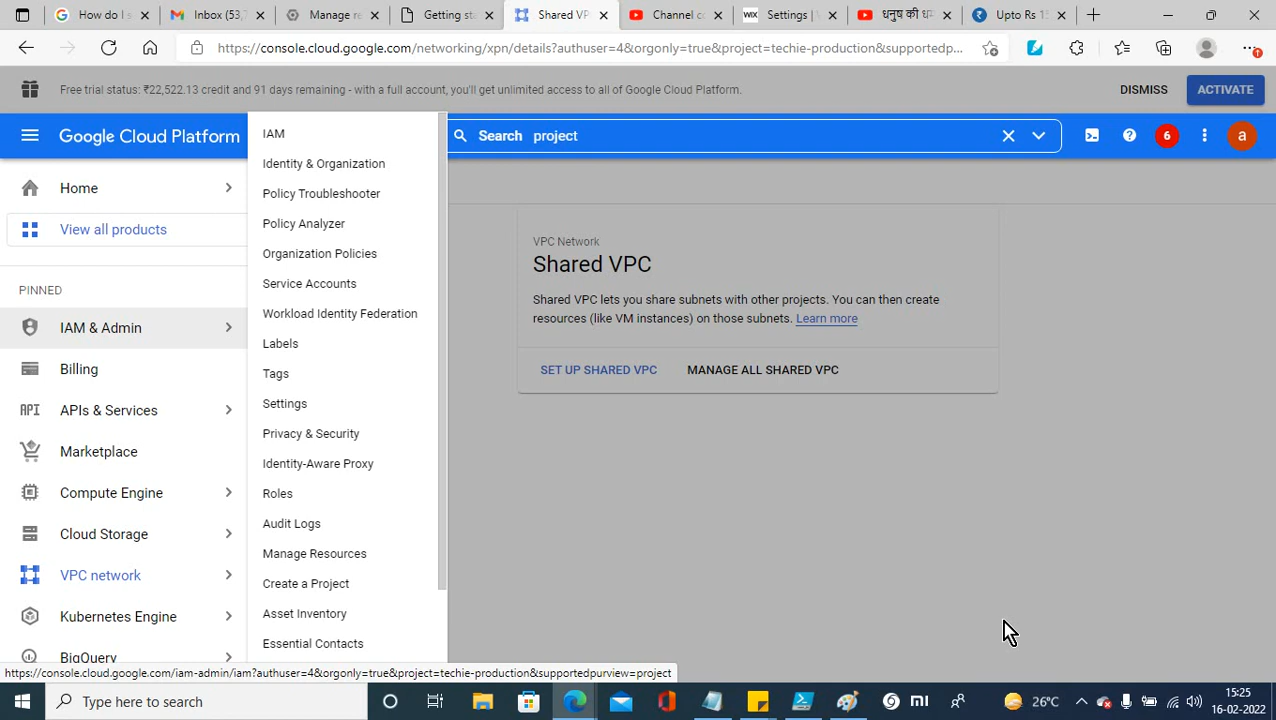 How do I s
Inbox (53,7
Manage re
Getting sta
Shared VP
Channel co
WiX
Settings | V
धनुष की
Upto Rs 1
https://console.cloud.google.com/networking/xpn/details?authuser=4&orgonly=true&project=techie-production&supportedp...
Free trial status: ₹22,522.13 credit and 91 days remaining - with a full account, you'll get unlimited access to all of Google Cloud Platform.
DISMISS
ACTIVATE
Google Cloud Platform
Search project
6
a
Home
View all products
PINNED
IAM & Admin
Billing
API
APIs & Services
Marketplace
Compute Engine
Cloud Storage
VPC network
Kubernetes Engine
BigQuery
IAM
Identity & Organization
Policy Troubleshooter
Policy Analyzer
Organization Policies
Service Accounts
Workload Identity Federation
Labels
Tags
Settings
Privacy & Security
Identity-Aware Proxy
Roles
Audit Logs
Manage Resources
Create a Project
Asset Inventory
Essential Contacts
VPC Network
Shared VPC
Shared VPC lets you share subnets with other projects. You can then create
resources (like VM instances) on those subnets. Learn more
SET UP SHARED VPC
MANAGE ALL SHARED VPC
https://console.cloud.google.com/iam-admin/iam?authuser=4&orgonly=true&project=techie-production&supportedpurview=project
Type here to search
26°C
15:25
16-02-2022